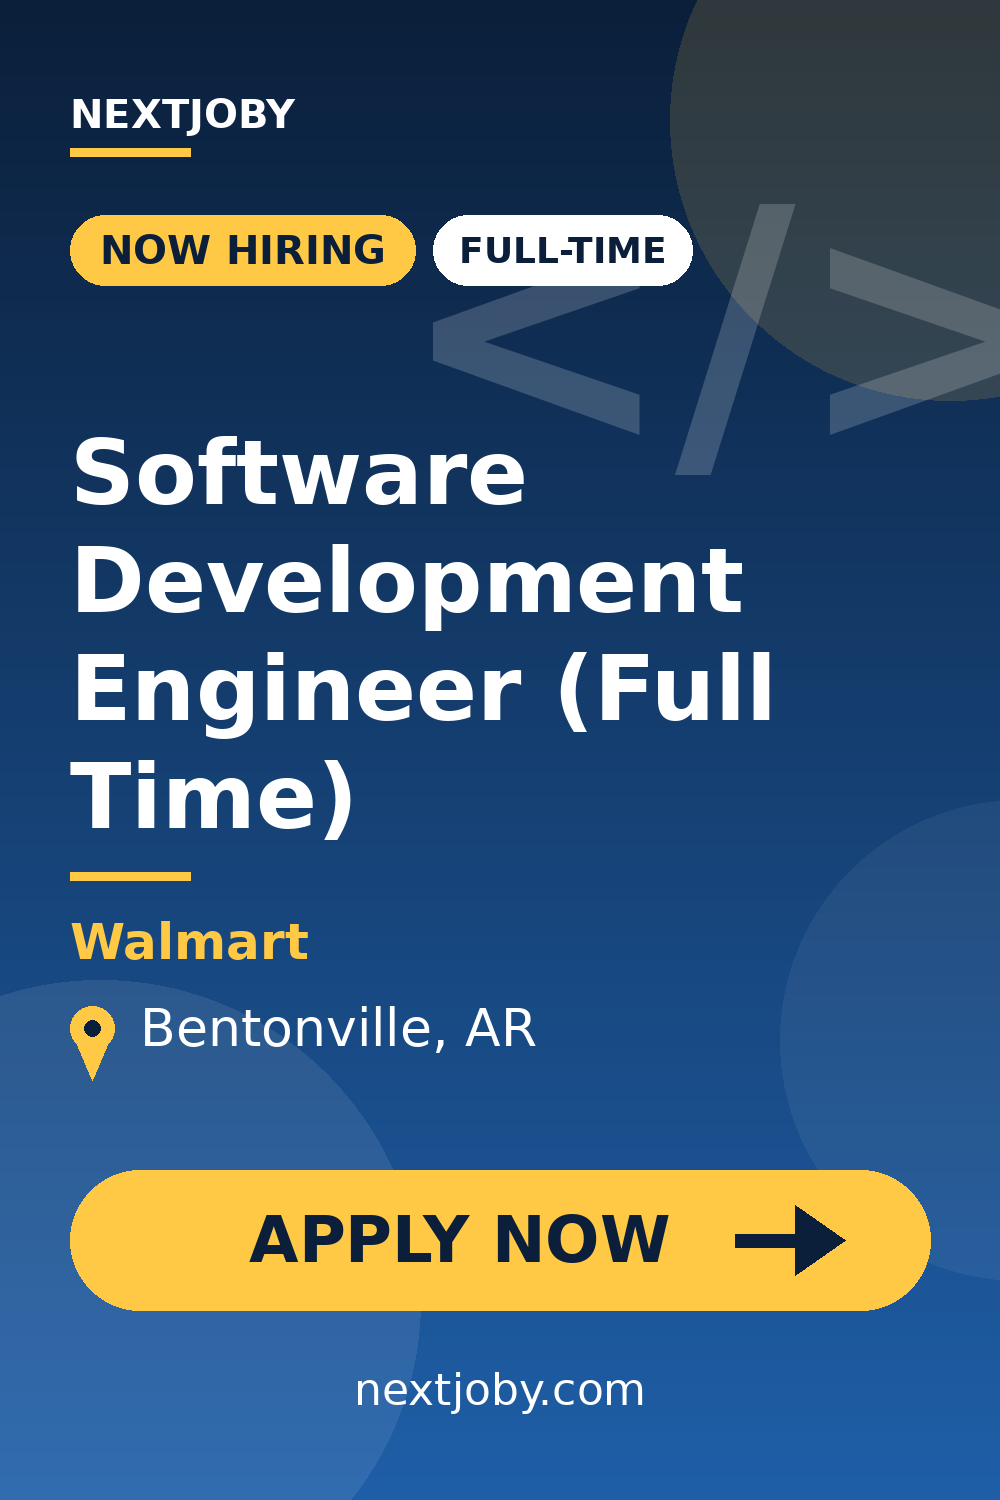 NEXTJOBY
NOW HIRING
FULL-TIME
</>
Software
Development
Engineer (Full
Time)
Walmart
Bentonville, AR
APPLY NOW
nextjoby.com